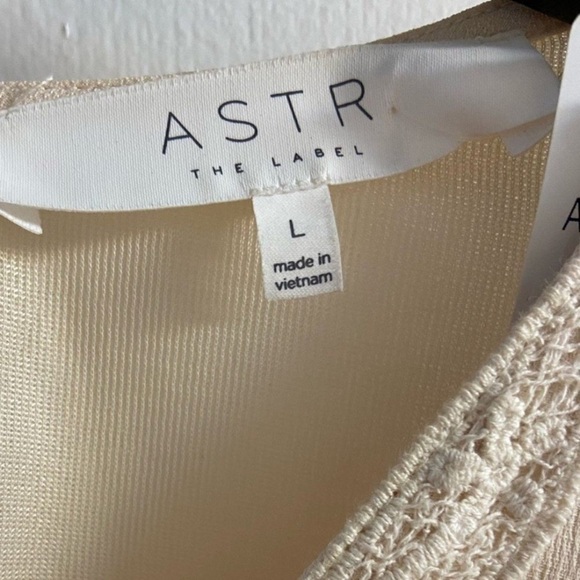 ASTR
THE LABEL
L
made in
vietnam
A